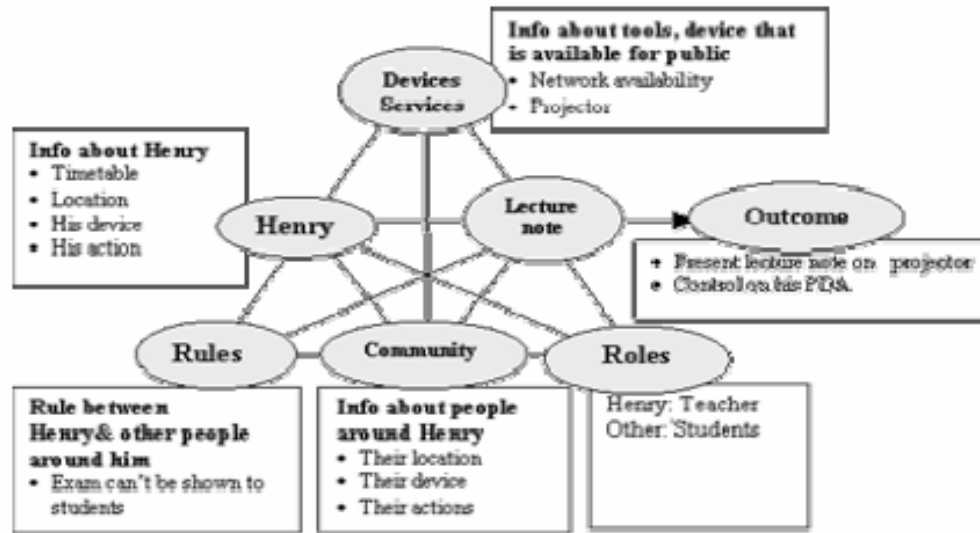 Info about tools, device that
is available for public
• Network availability
• Projector
Devices
Services
Info about Henry
• Timetable
• Location
• His device
• His action
Henry
Lecture
note
Outcome
• Present lecture note on projector
• Control on his PDA
Rules
Community
Roles
Rule between
Henry& other people
around him
• Exam can't be shown to
students
Info about people
around Henry
• Their location
• Their device
• Their actions
Henry: Teacher
Other: Students